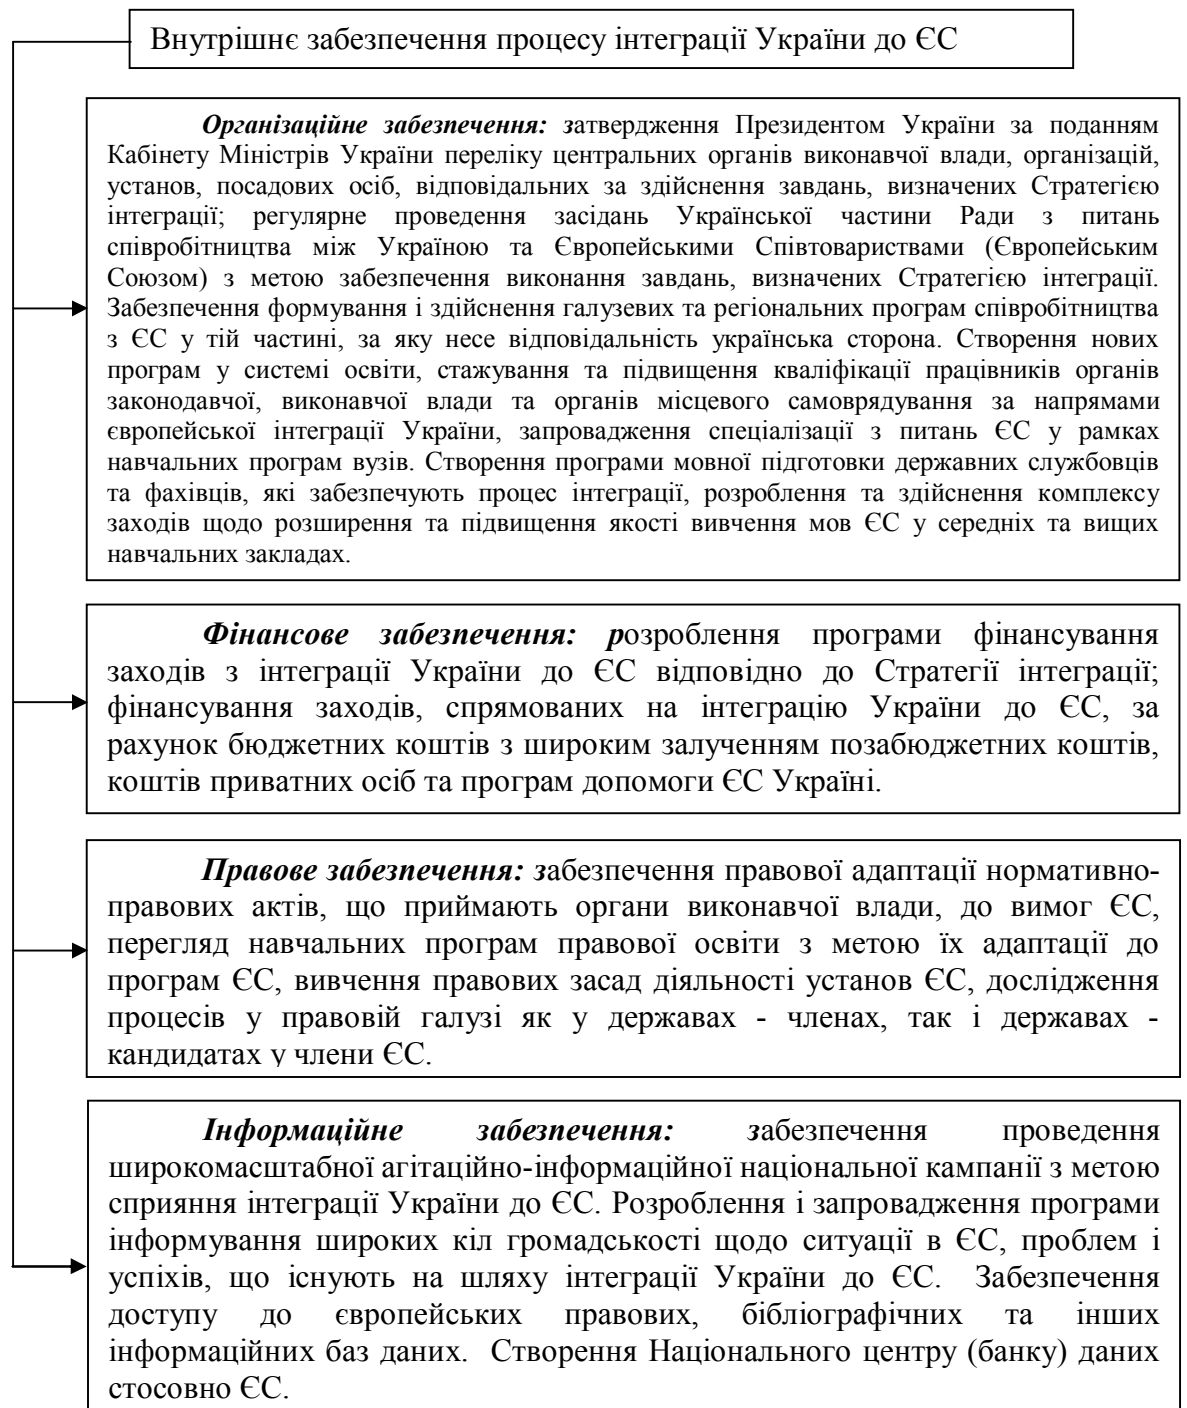 Внутрішнє забезпечення процесу інтеграції України до ЄС
Організаційне забезпечення: затвердження Президентом України за поданням
Кабінету Міністрів України переліку центральних органів виконавчої влади, організацій,
установ, посадових осіб, відповідальних за здійснення завдань, визначених Стратегією
інтеграції; регулярне проведення засідань Української частини Ради з питань
співробітництва між Україною та Європейськими Співтовариствами (Європейським
Союзом) з метою забезпечення виконання завдань, визначених Стратегією інтеграції.
Забезпечення формування і здійснення галузевих та регіональних програм співробітництва
з ЄС у тій частині, за яку несе відповідальність українська сторона. Створення нових
програм у системі освіти, стажування та підвищення кваліфікації працівників органів
законодавчої, виконавчої влади та органів місцевого самоврядування за напрямами
європейської інтеграції України, запровадження спеціалізації з питань ЄС у рамках
навчальних програм вузів. Створення програми мовної підготовки державних службовців
та фахівців, які забезпечують процес інтеграції, розроблення та здійснення комплексу
заходів щодо розширення та підвищення якості вивчення мов ЄС у середніх та вищих
навчальних закладах.
Фінансове забезпечення: розроблення програми фінансування
заходів з інтеграції України до ЄС відповідно до Стратегії інтеграції;
фінансування заходів, спрямованих на інтеграцію України до ЄС, за
рахунок бюджетних коштів з широким залученням позабюджетних коштів,
коштів приватних осіб та програм допомоги ЄС Україні.
Правове забезпечення: забезпечення правової адаптації нормативно-
правових актів, що приймають органи виконавчої влади, до вимог ЄС,
перегляд навчальних програм правової освіти з метою їх адаптації до
програм ЄС, вивчення правових засад діяльності установ ЄС, дослідження
процесів у правовій галузі як у державах - членах, так і державах -
кандидатах у члени ЄС.
Інформаційне забезпечення: забезпечення проведення
широкомасштабної агітаційно-інформаційної національної кампанії з метою
сприяння інтеграції України до ЄС. Розроблення і запровадження програми
інформування широких кіл громадськості щодо ситуації в ЄС, проблем і
успіхів, що існують на шляху інтеграції України до ЄС. Забезпечення
доступу до європейських правових, бібліографічних та інших
інформаційних баз даних. Створення Національного центру (банку) даних
стосовно ЄС.